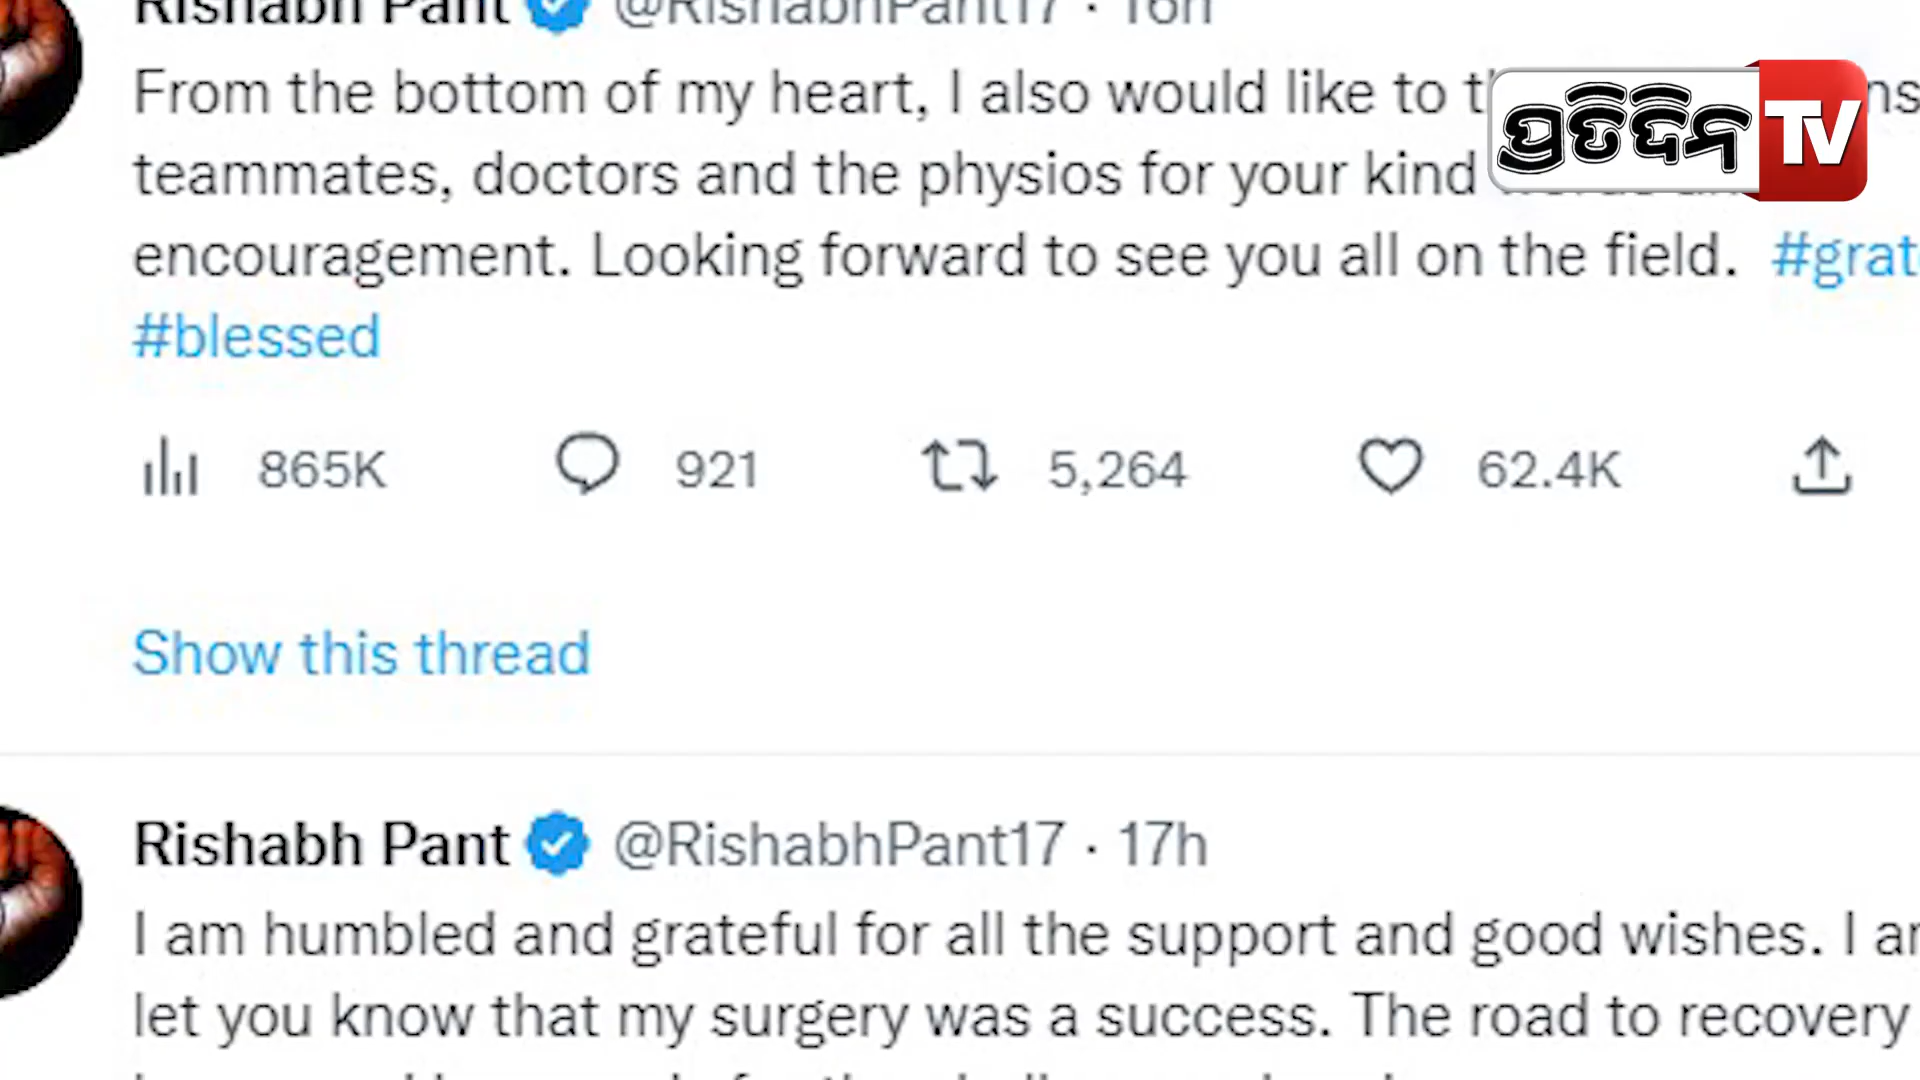 Rishabh Pant @RishabhPant17 · 16h
From the bottom of my heart, I also would like to
teammates, doctors and the physios for your kind
encouragement. Looking forward to see you all on the field.
#blessed
865K 921 5,264 62.4K
Show this thread
Rishabh Pant @RishabhPant17 · 17h
I am humbled and grateful for all the support and good wishes. I
let you know that my surgery was a success. The road to recovery
ପ୍ରତିଦିନ TV